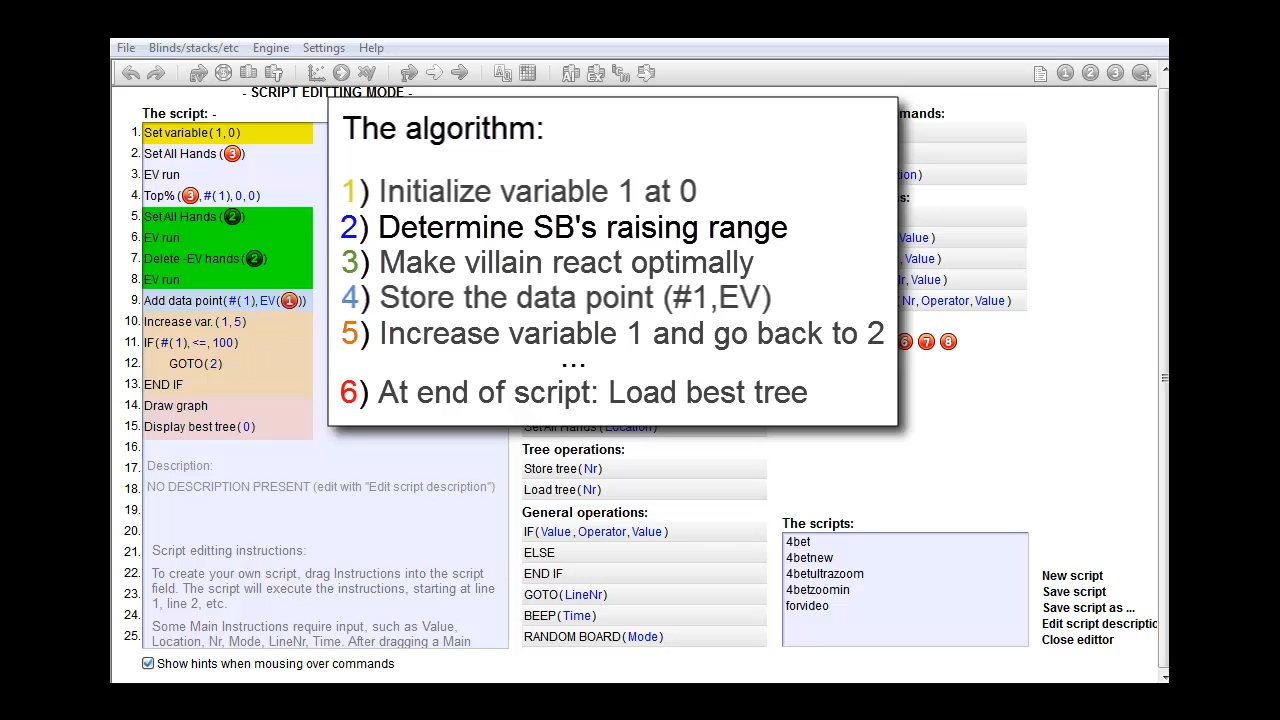 File Blinds/stacks/etc Engine Settings Help
- SCRIPT EDITTING MODE -
The script: -
1. Set variable( 1, 0)
2. Set All Hands (3)
3. EV run
4. Top% (3, #( 1), 0, 0)
5. Set All Hands (2)
6. EV run
7. Delete -EV hands(2)
8. EV run
9. Add data point( #( 1), EV(1))
10. Increase var. ( 1, 5)
11. IF( #( 1), <=, 100)
12. GOTO( 2)
13. END IF
14. Draw graph
15. Display best tree( 0)
16.
17. Description:
18. NO DESCRIPTION PRESENT (edit with "Edit script description")
19.
20.
21. Script editing instructions:
22. To create your own script, drag Instructions into the script
23. field. The script will execute the instructions, starting at line
1, line 2, etc.
24. Some Main Instructions require input, such as Value,
25. Location, Nr, Mode, LineNr, Time. After dragging a Main
Show hints when mousing over commands
The algorithm:
1) Initialize variable 1 at 0
2) Determine SB's raising range
3) Make villain react optimally
4) Store the data point (#1,EV)
5) Increase variable 1 and go back to 2
...
6) At end of script: Load best tree
Set All Hands (Location)
Tree operations:
Store tree( Nr)
Load tree( Nr)
General operations:
IF( Value , Operator, Value )
ELSE
END IF
GOTO( LineNr)
BEEP( Time)
RANDOM BOARD( Mode)
Value )
, Value )
Nr, Operator, Value )
6 7 8
The scripts:
4bet
4betnew
4betultrazoom
4betzoomin
forvideo
New script
Save script
Save script as ...
Edit script descriptio
Close edittor